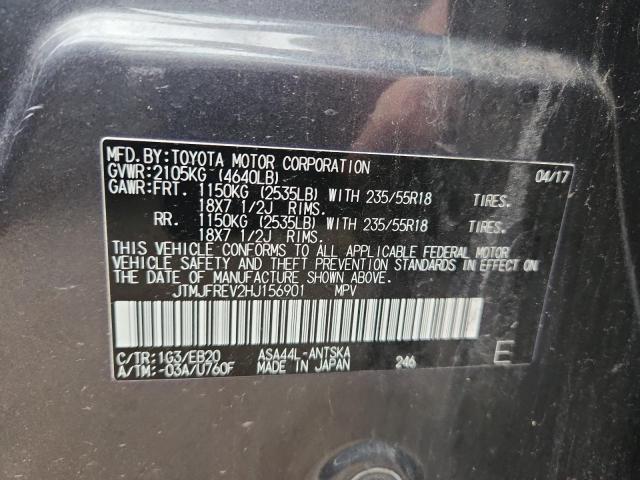 MFD.BY:TOYOTA MOTOR CORPORATION 04/17
GVWR:2105KG (4640LB)
GAWR:FRT. 1150KG (2535LB) WITH 235/55R18 TIRES.
18X7 1/2J RIMS.
RR. 1150KG (2535LB) WITH 235/55R18 TIRES.
18X7 1/2J RIMS.
THIS VEHICLE CONFORMS TO ALL APPLICABLE FEDERAL MOTOR
VEHICLE SAFETY AND THEFT PREVENTION STANDARDS IN EFFECT ON
THE DATE OF MANUFACTURE SHOWN ABOVE.
JTMJFREV2HJ156901 MPV
C/TR:1G3/EB20 ASA44L-ANTSKA
A/TM:-03A/U760F MADE IN JAPAN 246 E